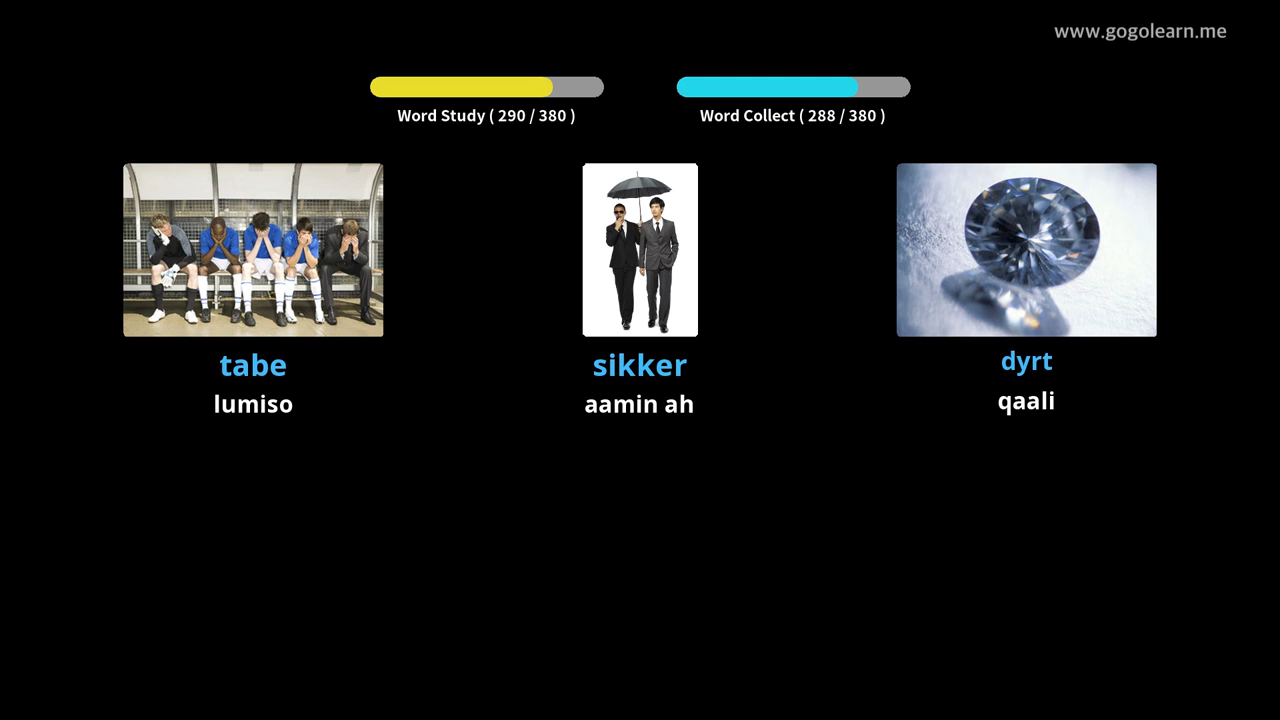 www.gogolearn.me
Word Study ( 290 / 380 )
Word Collect ( 288 / 380 )
tabe
lumiso
sikker
aamin ah
dyrt
qaali